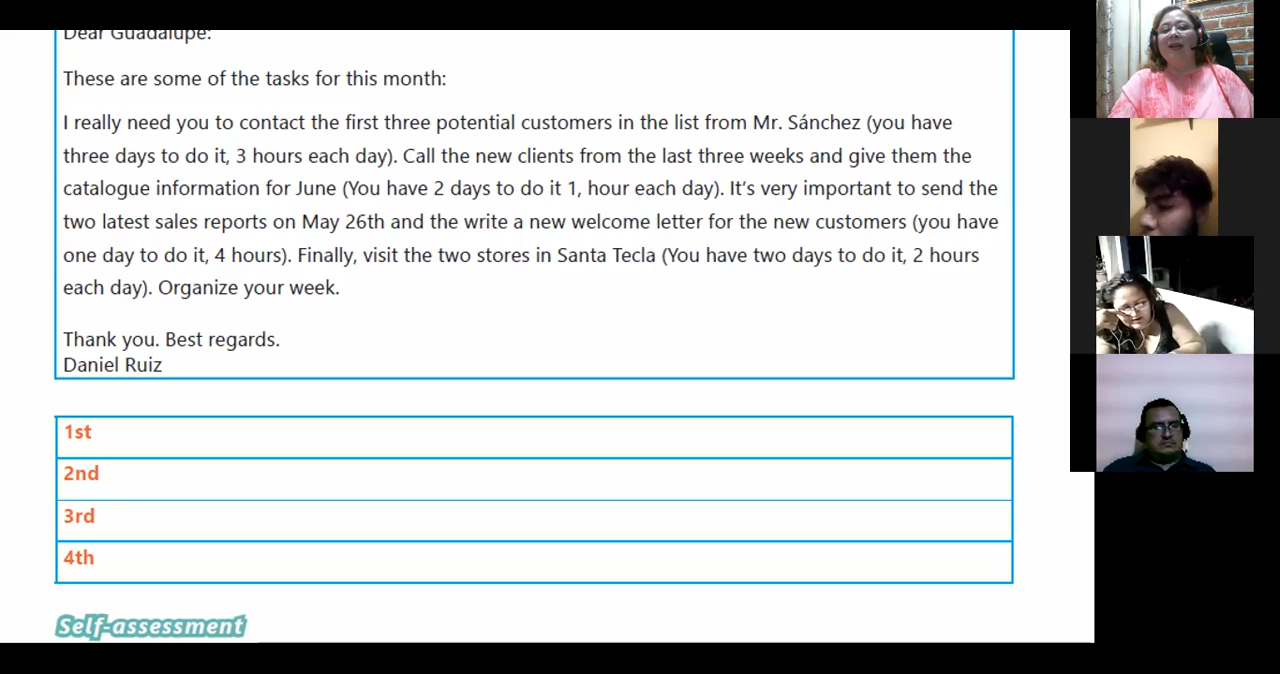 Dear Guadalupe:
These are some of the tasks for this month:
I really need you to contact the first three potential customers in the list from Mr. Sánchez (you have
three days to do it, 3 hours each day). Call the new clients from the last three weeks and give them the
catalogue information for June (You have 2 days to do it 1, hour each day). It’s very important to send the
two latest sales reports on May 26th and the write a new welcome letter for the new customers (you have
one day to do it, 4 hours). Finally, visit the two stores in Santa Tecla (You have two days to do it, 2 hours
each day). Organize your week.
Thank you. Best regards.
Daniel Ruiz
1st
2nd
3rd
4th
Self-assessment